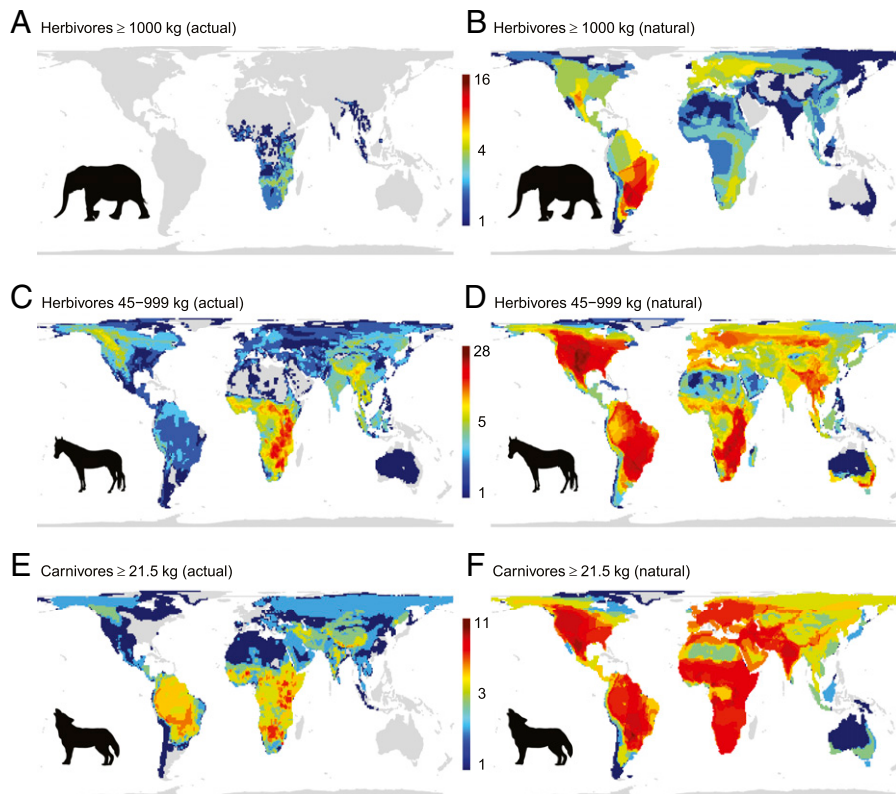 A Herbivores ≥ 1000 kg (actual)
B Herbivores ≥ 1000 kg (natural)
16
4
1
C Herbivores 45−999 kg (actual)
D Herbivores 45−999 kg (natural)
28
5
1
E Carnivores ≥ 21.5 kg (actual)
F Carnivores ≥ 21.5 kg (natural)
11
3
1